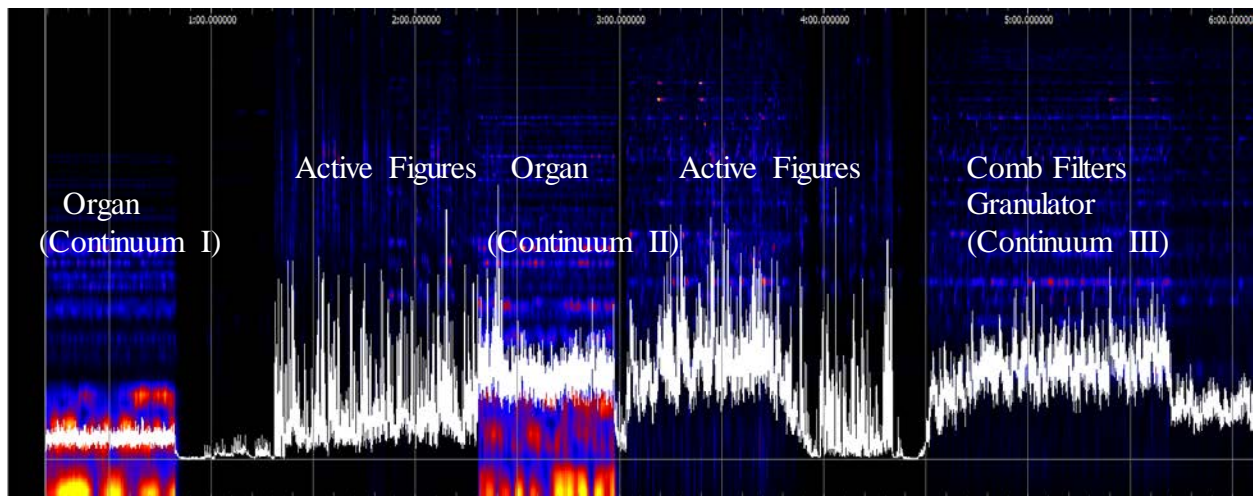 1:00.000000 2:00.000000 3:00.000000 4:00.000000 5:00.000000 6:00.000000
Active Figures Organ Active Figures Comb Filters
Organ Granulator
(Continuum I) (Continuum II) (Continuum III)